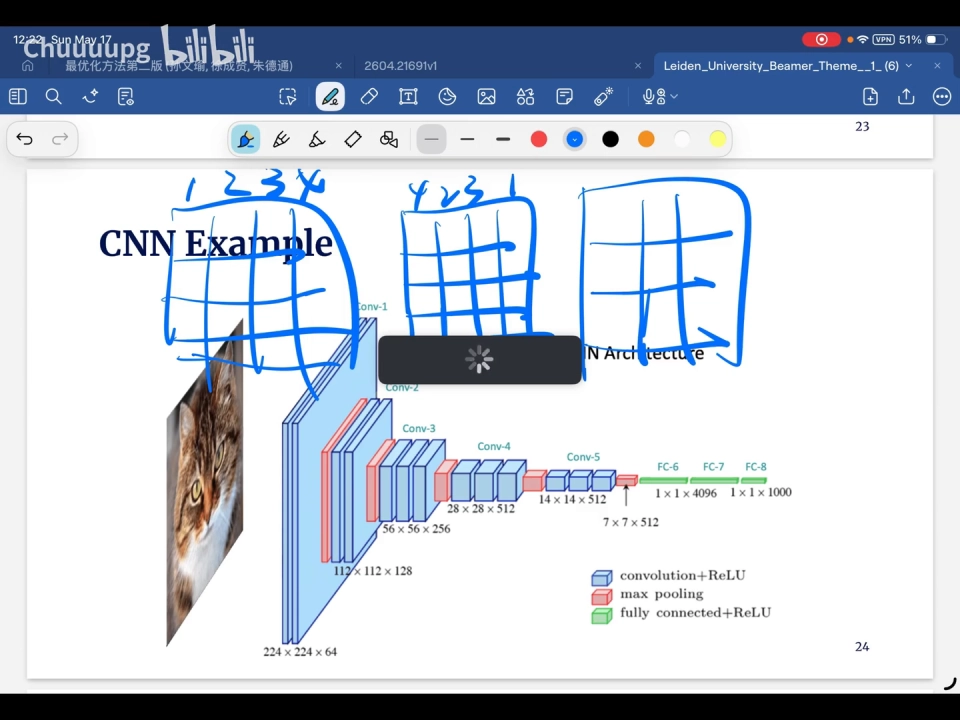 12:22 Sun May 17
51%
VPN
Chuuuupg bilibili
最优化方法第二版 (孙文瑜, 徐成贤, 朱德通)
2604.21691v1
Leiden_University_Beamer_Theme__1_ (6)
23
1 2 3 4
4 2 3 1
CNN Example
Conv-1
N Architecture
Conv-2
Conv-3
Conv-4
Conv-5
FC-6 FC-7 FC-8
1 × 1 × 4096 1 × 1 × 1000
14 × 14 × 512
28 × 28 × 512
7 × 7 × 512
56 × 56 × 256
112 × 112 × 128
convolution+ReLU
max pooling
fully connected+ReLU
224 × 224 × 64
24